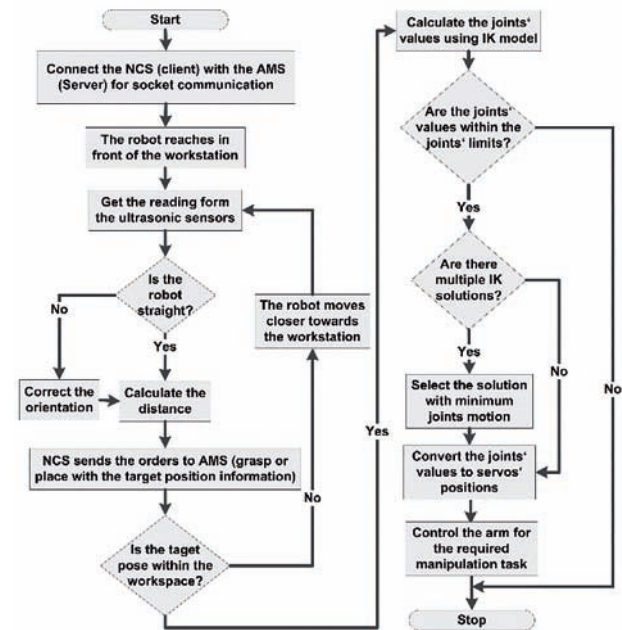 Start
Connect the NCS (client) with the AMS
(Server) for socket communication
The robot reaches in
front of the workstation
Get the reading form
the ultrasonic sensors
Is the
robot
straight?
No
Yes
Correct the
orientation
Calculate the
distance
The robot moves
closer towards
the workstation
NCS sends the orders to AMS (grasp or
place with the target position information)
No
Is the taget
pose within the
workspace?
Yes
Calculate the joints'
values using IK model
Are the joints'
values within the
joints' limits?
Yes
Are there
multiple IK
solutions?
Yes
No
No
Select the solution
with minimum
joints motion
Convert the joints'
values to servos'
positions
Control the arm for
the required
manipulation task
Stop